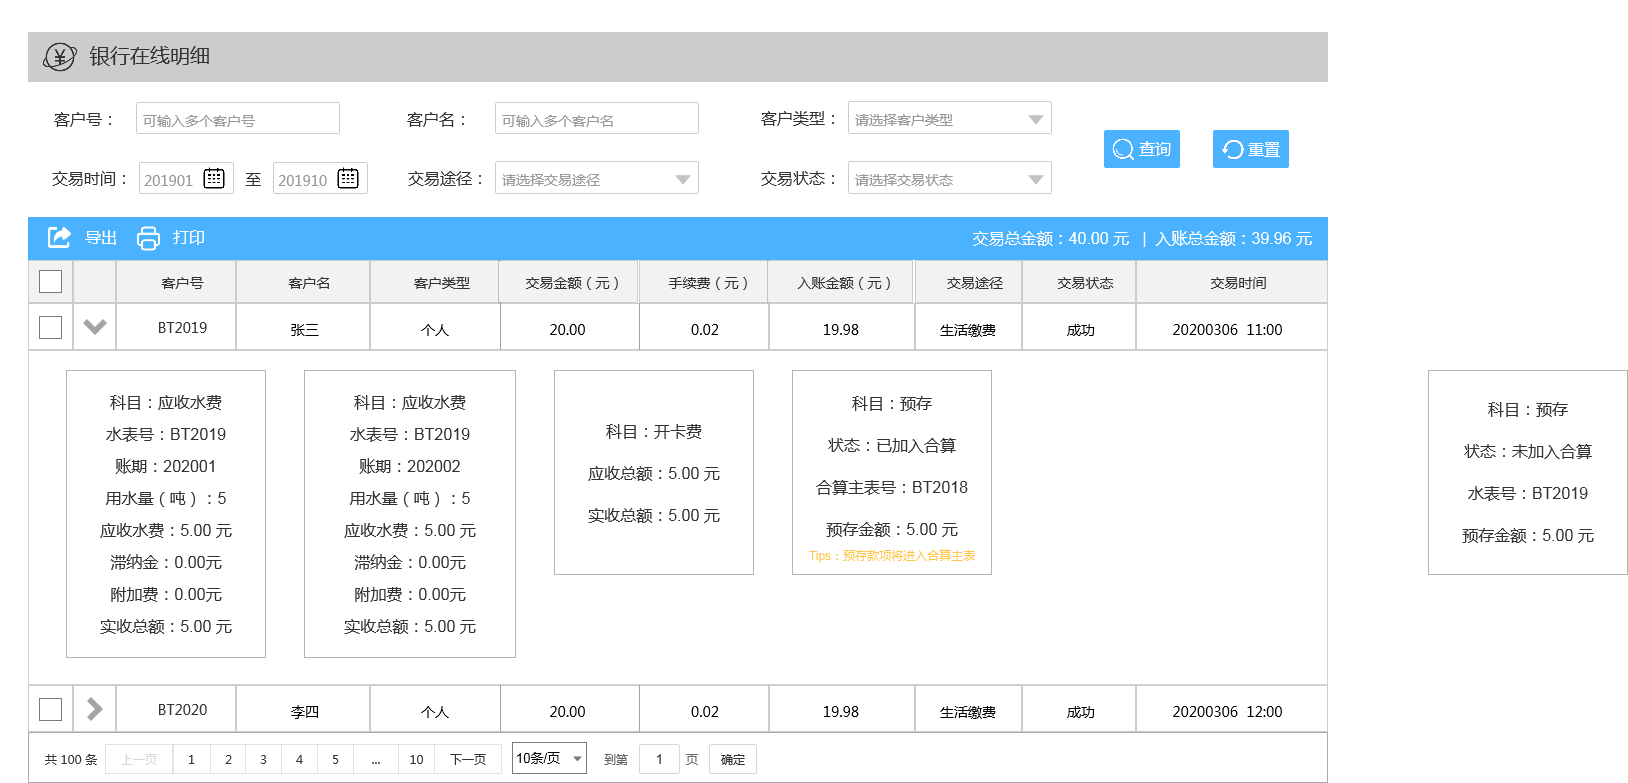 银行在线明细
客户号： 可输入多个客户号 客户名： 可输入多个客户名 客户类型： 请选择客户类型
查询 重置
交易时间： 201901 至 201910 交易途径： 请选择交易途径 交易状态： 请选择交易状态
导出 打印 交易总金额：40.00 元 | 入账总金额：39.96 元
客户号 客户名 客户类型 交易金额（元） 手续费（元） 入账金额（元） 交易途径 交易状态 交易时间
BT2019 张三 个人 20.00 0.02 19.98 生活缴费 成功 20200306 11:00
科目：应收水费
水表号：BT2019
账期：202001
用水量（吨）：5
应收水费：5.00 元
滞纳金：0.00元
附加费：0.00元
实收总额：5.00 元
科目：应收水费
水表号：BT2019
账期：202002
用水量（吨）：5
应收水费：5.00 元
滞纳金：0.00元
附加费：0.00元
实收总额：5.00 元
科目：开卡费
应收总额：5.00 元
实收总额：5.00 元
科目：预存
状态：已加入合算
合算主表号：BT2018
预存金额：5.00 元
Tips：预存款项将进入合算主表
科目：预存
状态：未加入合算
水表号：BT2019
预存金额：5.00 元
BT2020 李四 个人 20.00 0.02 19.98 生活缴费 成功 20200306 12:00
共 100 条 上一页 1 2 3 4 5 ... 10 下一页 10条/页 到第 1 页 确定